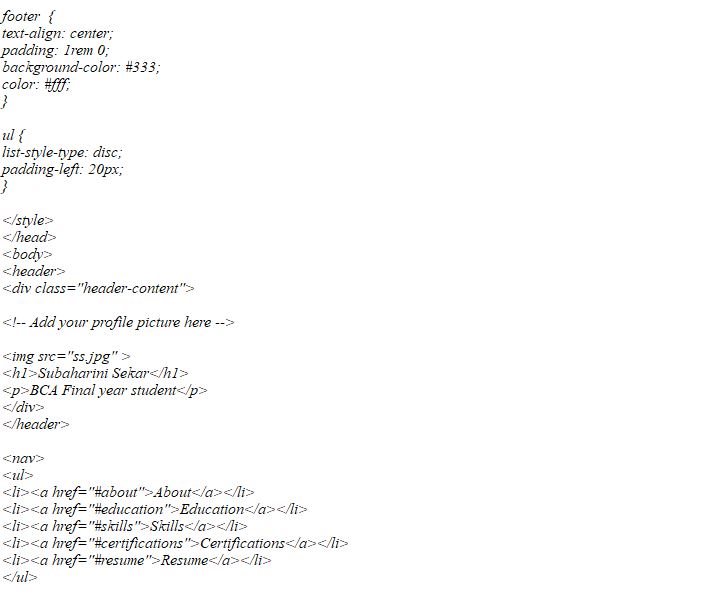 footer {
text-align: center;
padding: 1rem 0;
background-color: #333;
color: #fff;
}
ul {
list-style-type: disc;
padding-left: 20px;
}
</style>
</head>
<body>
<header>
<div class="header-content">
<!-- Add your profile picture here -->
<img src="ss.jpg" >
<h1>Subaharini Sekar</h1>
<p>BCA Final year student</p>
</div>
</header>
<nav>
<ul>
<li><a href="#about">About</a></li>
<li><a href="#education">Education</a></li>
<li><a href="#skills">Skills</a></li>
<li><a href="#certifications">Certifications</a></li>
<li><a href="#resume">Resume</a></li>
</ul>